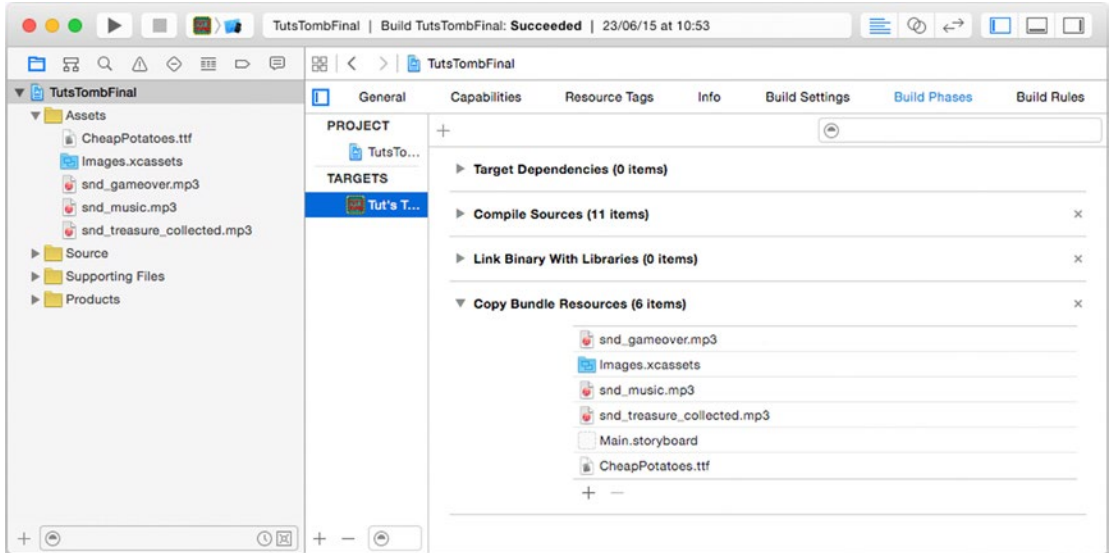 TutsTombFinal | Build TutsTombFinal: Succeeded | 23/06/15 at 10:53
TutsTombFinal
TutsTombFinal
General Capabilities Resource Tags Info Build Settings Build Phases Build Rules
Assets
CheapPotatoes.ttf
Images.xcassets
snd_gameover.mp3
snd_music.mp3
snd_treasure_collected.mp3
Source
Supporting Files
Products
PROJECT
TutsTo...
TARGETS
Tut's T...
Target Dependencies (0 items)
Compile Sources (11 items)
Link Binary With Libraries (0 items)
Copy Bundle Resources (6 items)
snd_gameover.mp3
Images.xcassets
snd_music.mp3
snd_treasure_collected.mp3
Main.storyboard
CheapPotatoes.ttf